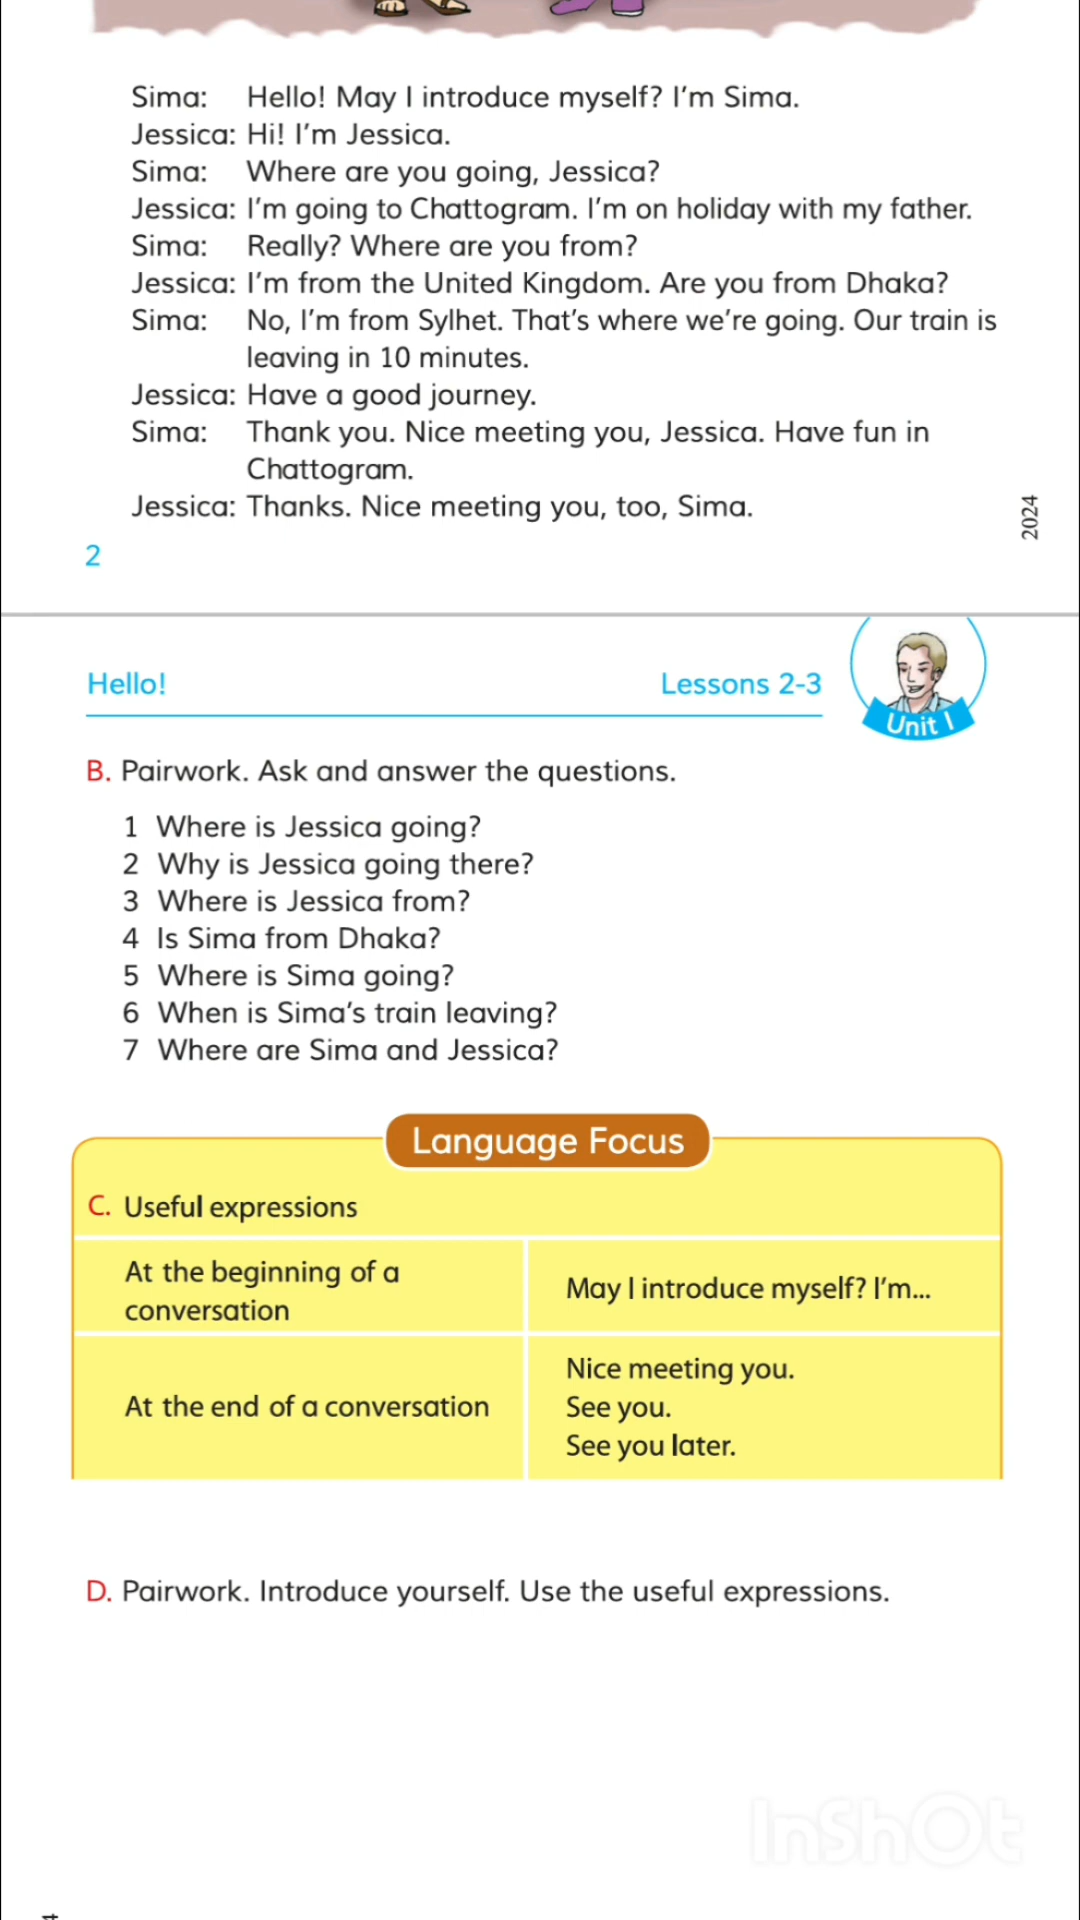 Sima: Hello! May I introduce myself? I'm Sima.
Jessica: Hi! I'm Jessica.
Sima: Where are you going, Jessica?
Jessica: I'm going to Chattogram. I'm on holiday with my father.
Sima: Really? Where are you from?
Jessica: I'm from the United Kingdom. Are you from Dhaka?
Sima: No, I'm from Sylhet. That's where we're going. Our train is
leaving in 10 minutes.
Jessica: Have a good journey.
Sima: Thank you. Nice meeting you, Jessica. Have fun in
Chattogram.
Jessica: Thanks. Nice meeting you, too, Sima.
2024
2
Hello!
Lessons 2-3
Unit 1
B. Pairwork. Ask and answer the questions.
1 Where is Jessica going?
2 Why is Jessica going there?
3 Where is Jessica from?
4 Is Sima from Dhaka?
5 Where is Sima going?
6 When is Sima's train leaving?
7 Where are Sima and Jessica?
Language Focus
C. Useful expressions
At the beginning of a
conversation
May I introduce myself? I'm...
At the end of a conversation
Nice meeting you.
See you.
See you later.
D. Pairwork. Introduce yourself. Use the useful expressions.
InShOt